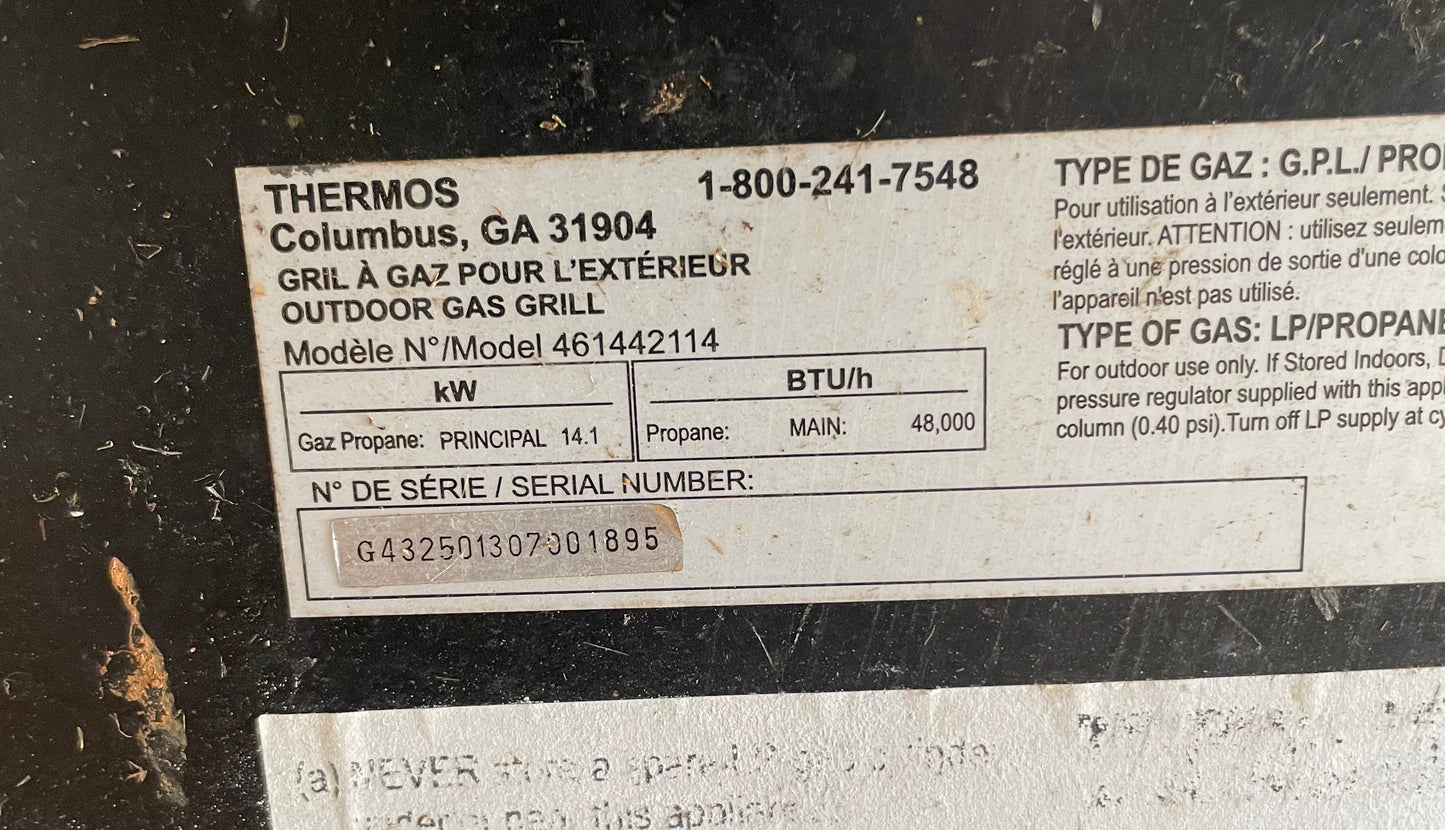 THERMOS
Columbus, GA 31904
1-800-241-7548
GRIL À GAZ POUR L'EXTÉRIEUR
OUTDOOR GAS GRILL
Modèle N°/Model 461442114
kW
Gaz Propane: PRINCIPAL 14.1
BTU/h
Propane: MAIN: 48,000
N° DE SÉRIE / SERIAL NUMBER:
G432501307001895
TYPE DE GAZ : G.P.L./
Pour utilisation à l'extérieur seulement.
l'extérieur. ATTENTION : utilisez
réglé à une pression de sortie d'une
l'appareil n'est pas utilisé.
TYPE OF GAS: LP/PROPANE
For outdoor use only. If Stored Indoors,
pressure regulator supplied with this
column (0.40 psi).Turn off LP supply at
(a) NEVER store a
this